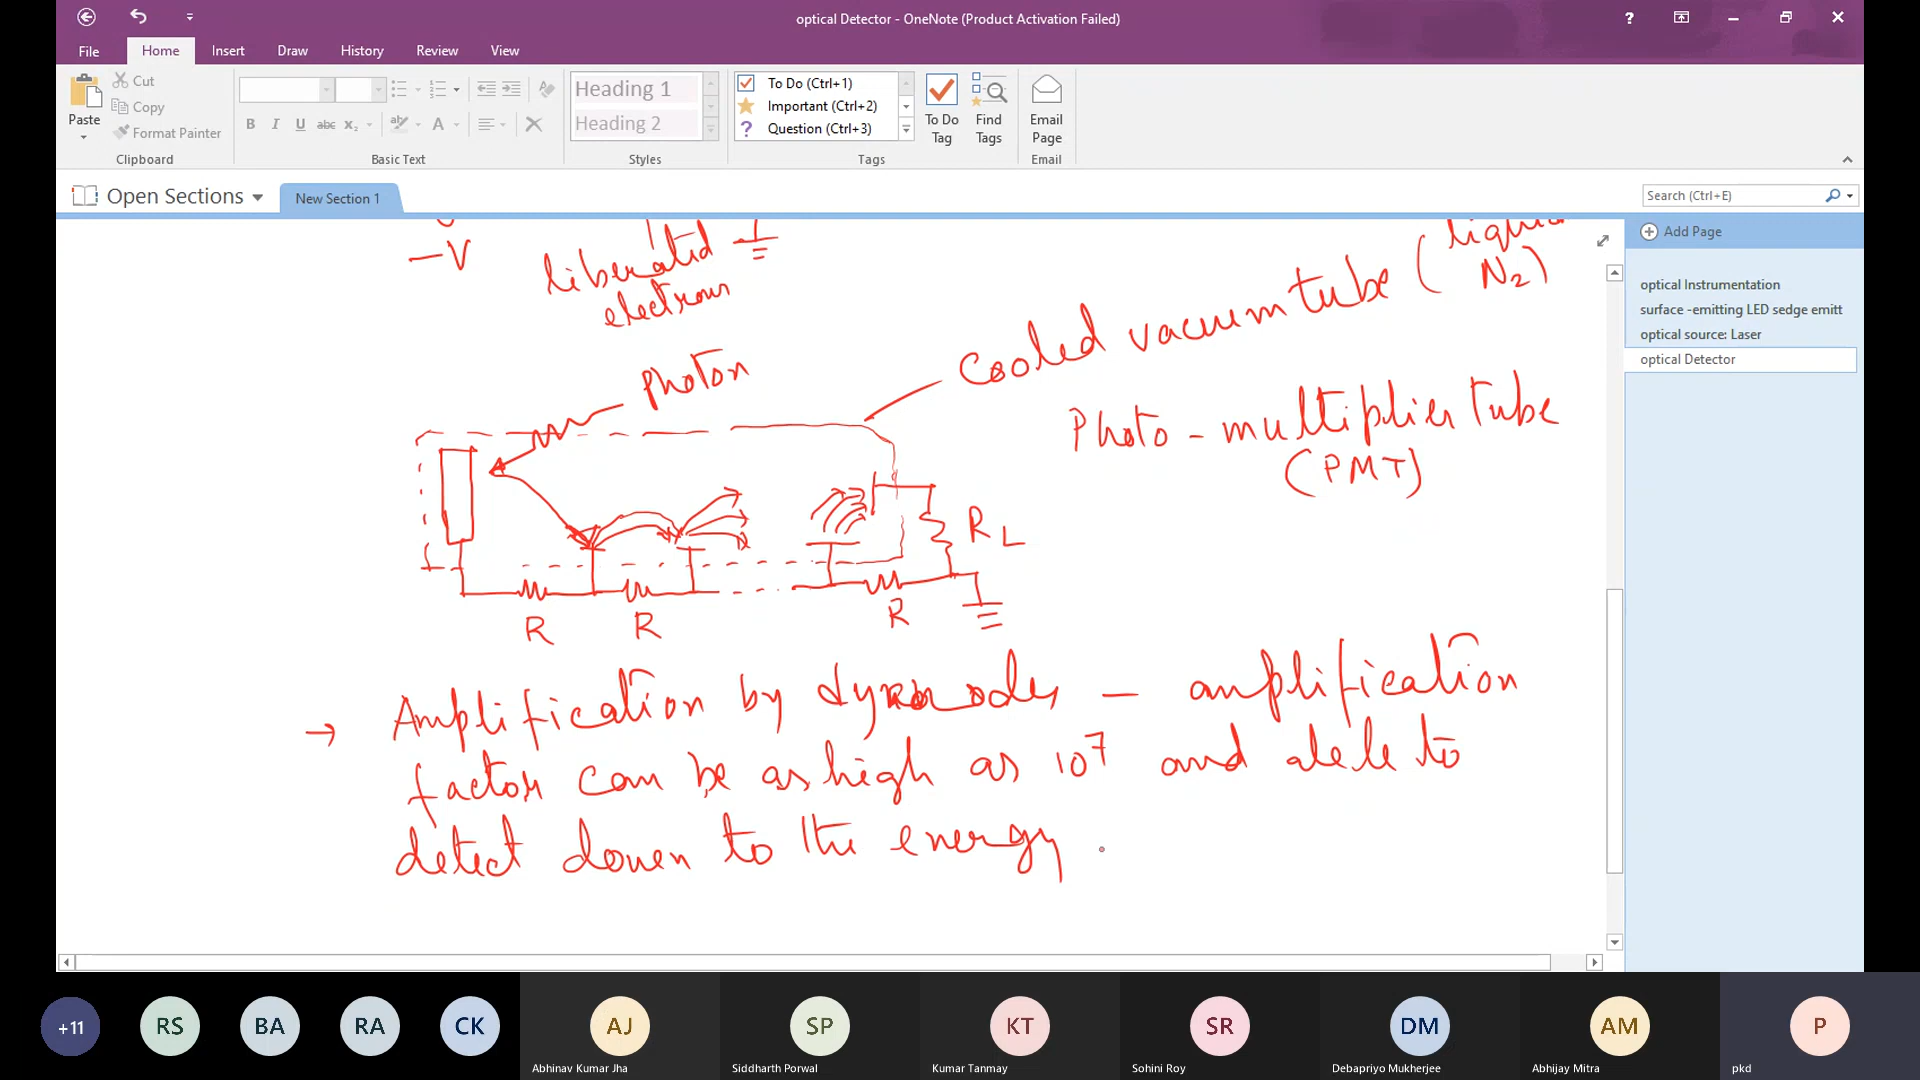 optical Detector - OneNote (Product Activation Failed)
?
File Home Insert Draw History Review View
Paste
Cut
Copy
Format Painter
Clipboard
B I U abc x₂ A
Basic Text
Heading 1
Heading 2
Styles
To Do (Ctrl+1)
Important (Ctrl+2)
? Question (Ctrl+3)
Tags
To Do Tag
Find Tags
Email Page
Email
Open Sections
New Section 1
Search (Ctrl+E)
Add Page
optical Instrumentation
surface -emitting LED sedge emitt
optical source: Laser
optical Detector
-V
liberated
electrons
Cooled vacuum tube (liquid
N2)
Photon
Photo - multiplier tube
(PMT)
RL
R R R
→ Amplification by dynodes — amplification
factor can be as high as 10⁷ and able to
detect down to the energy
+11
RS
BA
RA
CK
AJ
Abhinav Kumar Jha
SP
Siddharth Porwal
KT
Kumar Tanmay
SR
Sohini Roy
DM
Debapriyo Mukherjee
AM
Abhijay Mitra
P
pkd